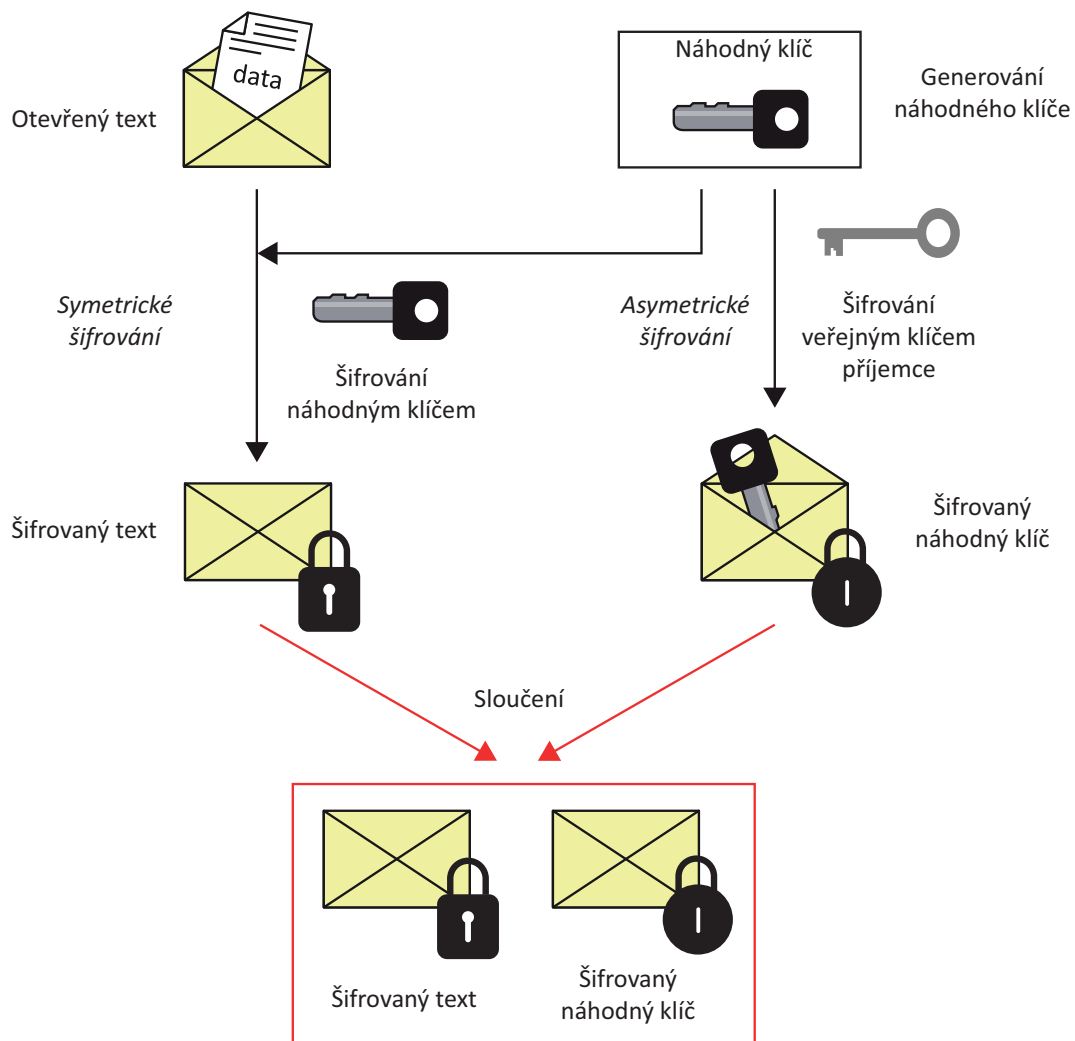 data
Otevřený text
Náhodný klíč
Generování
náhodného klíče
Symetrické
šifrování
Šifrování
náhodným klíčem
Asymetrické
šifrování
Šifrování
veřejným klíčem
příjemce
Šifrovaný text
Šifrovaný
náhodný klíč
Sloučení
Šifrovaný text
Šifrovaný
náhodný klíč